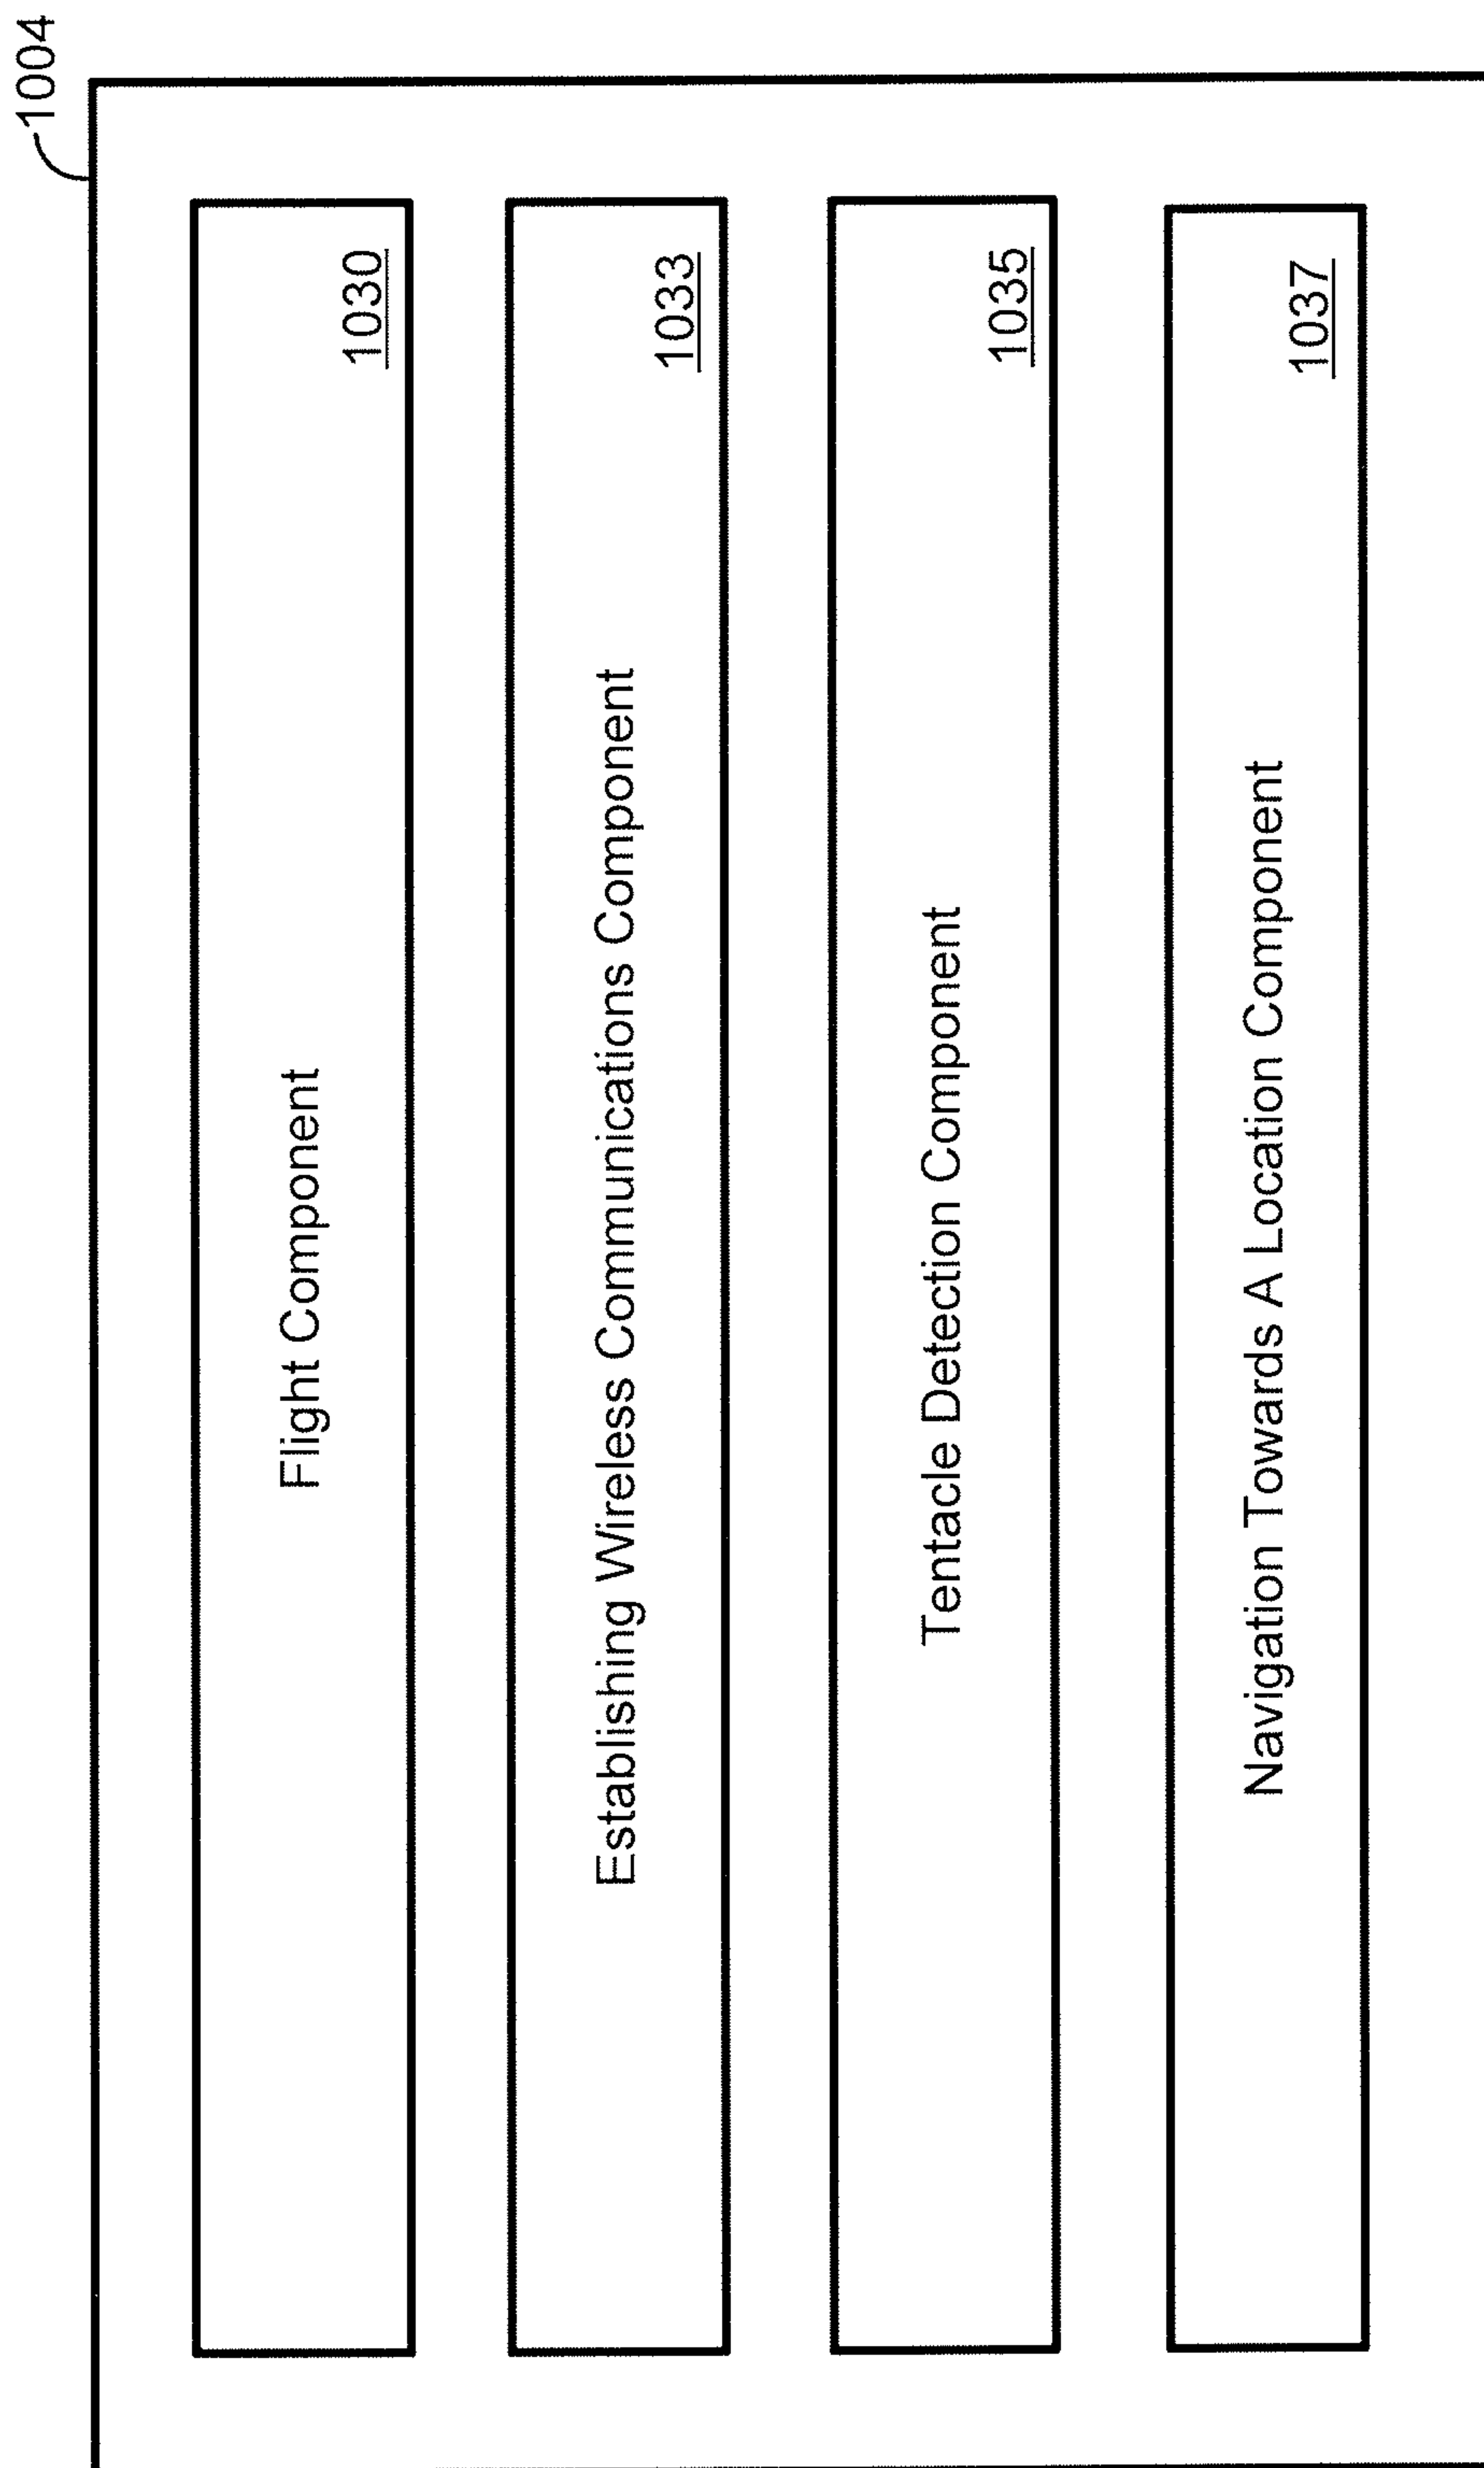 1004
Flight Component
1030
Establishing Wireless Communications Component
1033
Tentacle Detection Component
1035
Navigation Towards A Location Component
1037